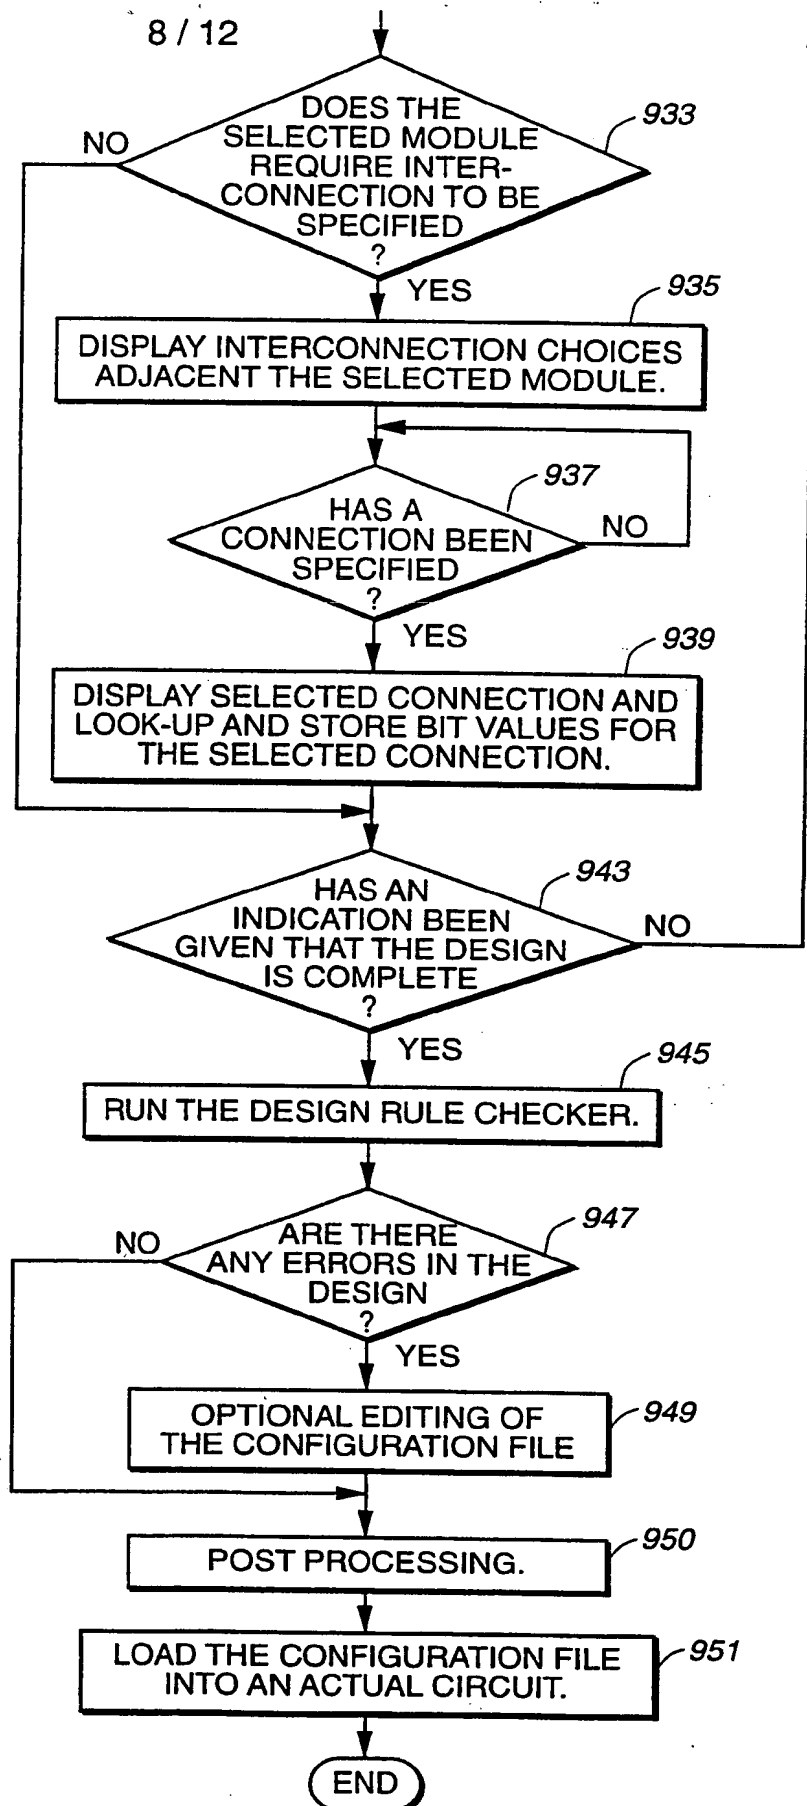 8 / 12
DOES THE
SELECTED MODULE
REQUIRE INTER-
CONNECTION TO BE
SPECIFIED
?
933
NO
YES
935
DISPLAY INTERCONNECTION CHOICES
ADJACENT THE SELECTED MODULE.
937
HAS A
CONNECTION BEEN
SPECIFIED
?
NO
YES
939
DISPLAY SELECTED CONNECTION AND
LOOK-UP AND STORE BIT VALUES FOR
THE SELECTED CONNECTION.
943
HAS AN
INDICATION BEEN
GIVEN THAT THE DESIGN
IS COMPLETE
?
NO
YES
945
RUN THE DESIGN RULE CHECKER.
947
NO
ARE THERE
ANY ERRORS IN THE
DESIGN
?
YES
OPTIONAL EDITING OF
THE CONFIGURATION FILE
949
950
POST PROCESSING.
951
LOAD THE CONFIGURATION FILE
INTO AN ACTUAL CIRCUIT.
END